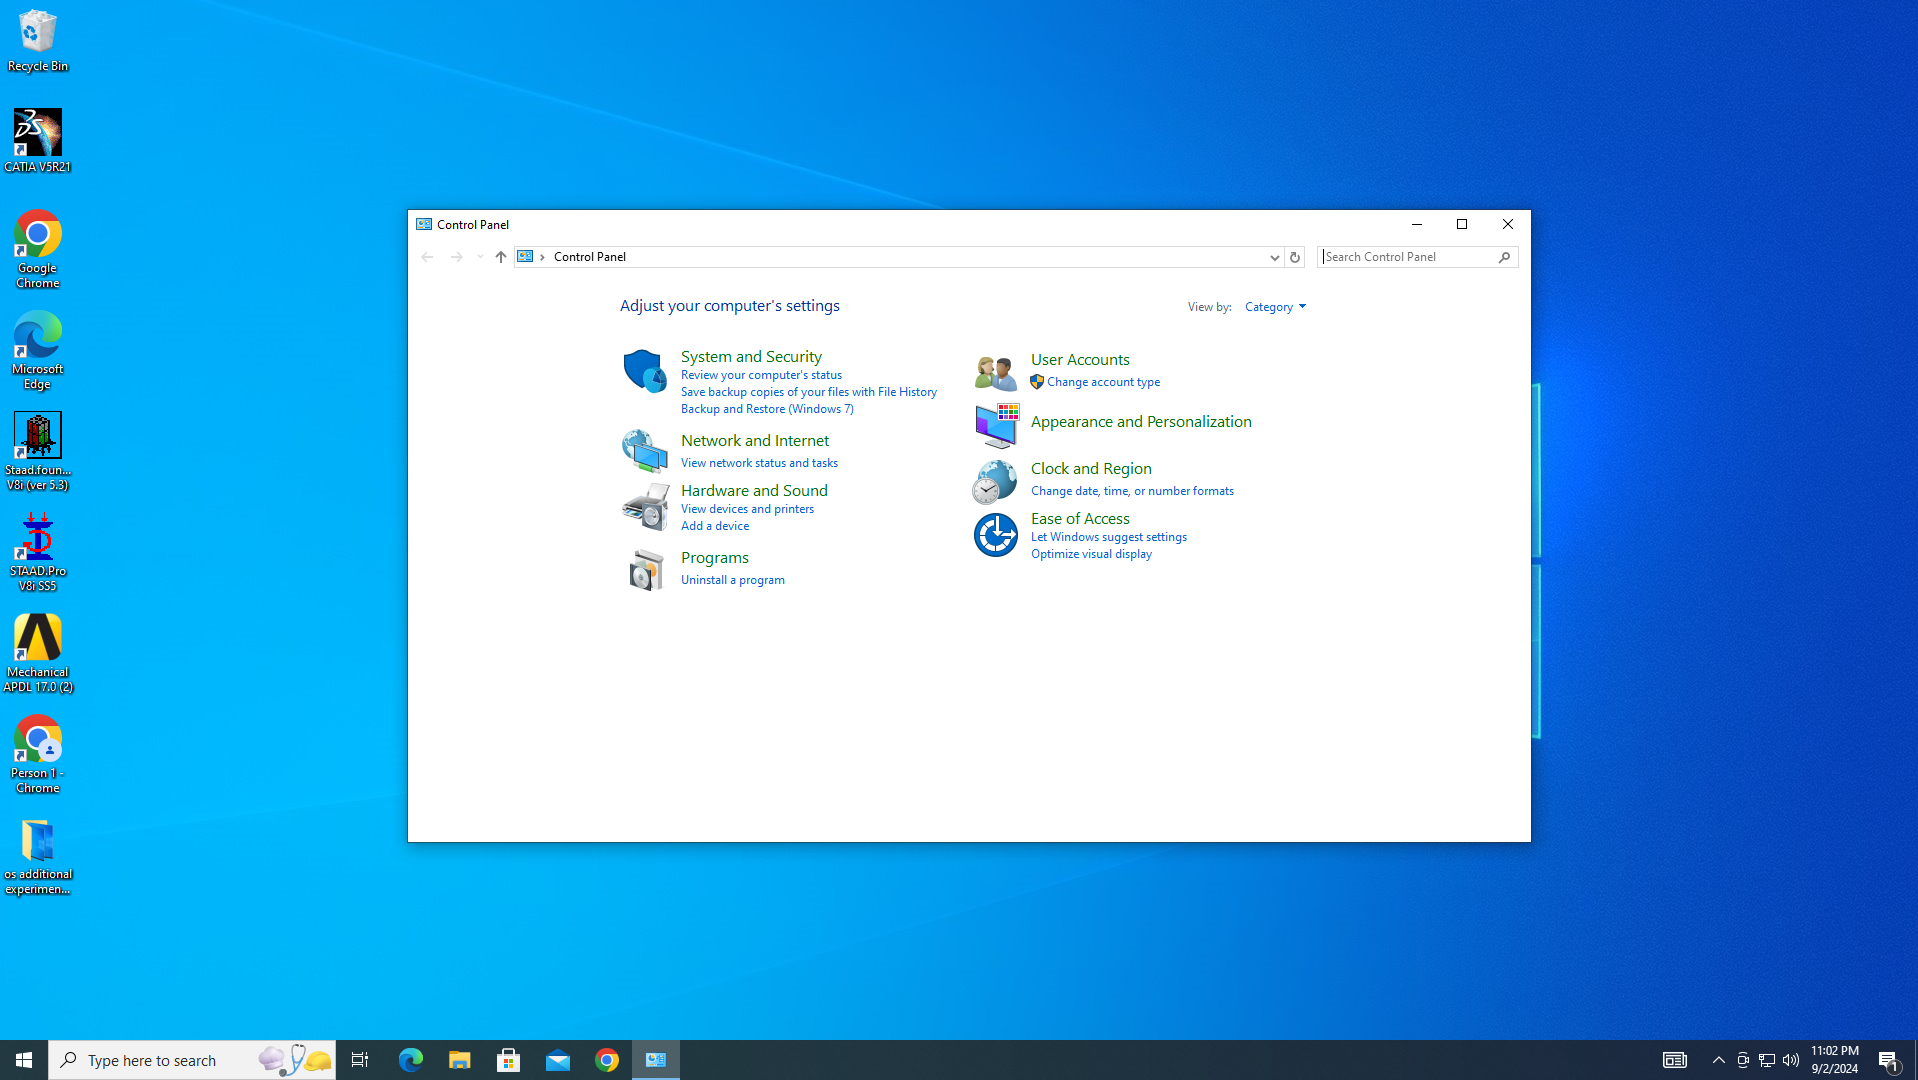 Recycle Bin
CATIA V5R21
Google
Chrome
Microsoft
Edge
Staad.foun...
V8i (ver 5.3)
STAAD.Pro
V8i SS5
Mechanical
APDL 17.0 (2)
Person 1 -
Chrome
os additional
experimen...
Control Panel
Control Panel
Search Control Panel
Adjust your computer's settings
View by: Category
System and Security
Review your computer's status
Save backup copies of your files with File History
Backup and Restore (Windows 7)
Network and Internet
View network status and tasks
Hardware and Sound
View devices and printers
Add a device
Programs
Uninstall a program
User Accounts
Change account type
Appearance and Personalization
Clock and Region
Change date, time, or number formats
Ease of Access
Let Windows suggest settings
Optimize visual display
Type here to search
11:02 PM
9/2/2024
1